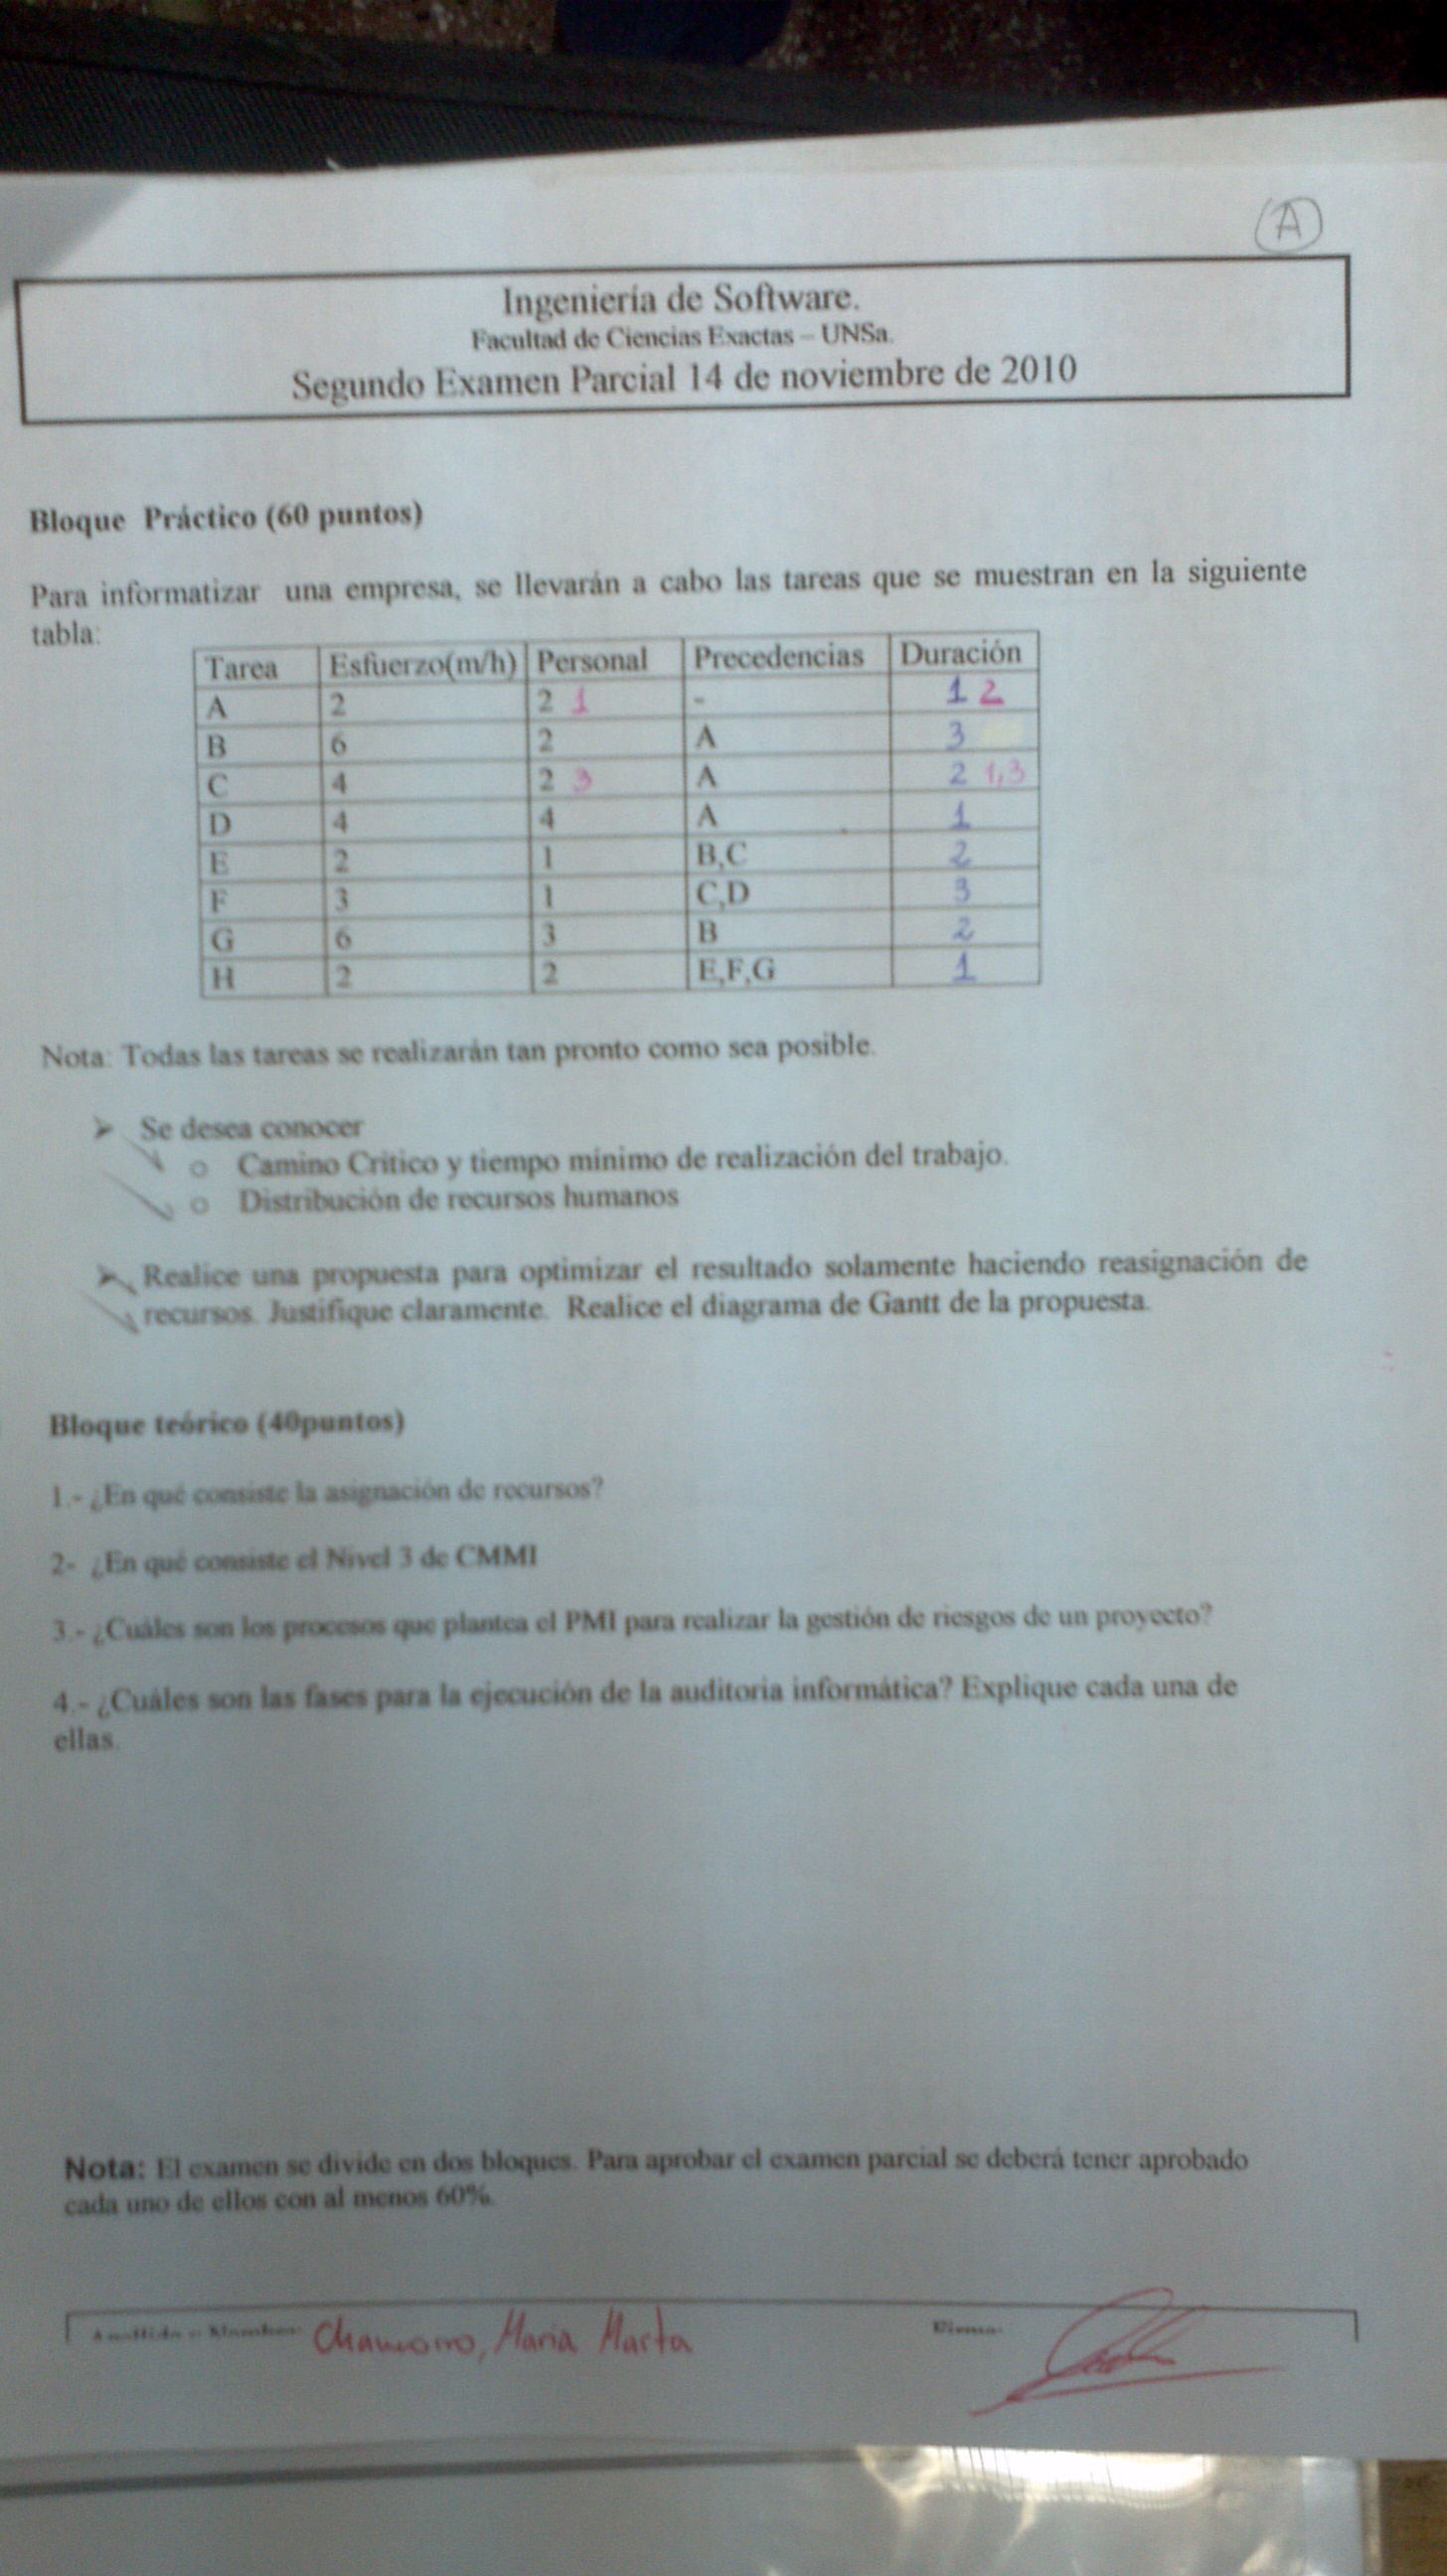 A
Ingeniería de Software.
Facultad de Ciencias Exactas – UNSa.
Segundo Examen Parcial 14 de noviembre de 2010
Bloque Práctico (60 puntos)
Para informatizar una empresa, se llevarán a cabo las tareas que se muestran en la siguiente
tabla:
Tarea Esfuerzo(m/h) Personal Precedencias Duración
A 2 2 1 - 1 2
B 6 2 A 3
C 4 2 3 A 2 1,3
D 4 4 A 1
E 2 1 B,C 2
F 3 1 C,D 3
G 6 3 B 2
H 2 2 E,F,G 1
Nota: Todas las tareas se realizarán tan pronto como sea posible.
➢ Se desea conocer
o Camino Crítico y tiempo mínimo de realización del trabajo.
o Distribución de recursos humanos
➢ Realice una propuesta para optimizar el resultado solamente haciendo reasignación de
recursos. Justifique claramente. Realice el diagrama de Gantt de la propuesta.
Bloque teórico (40puntos)
1.- ¿En qué consiste la asignación de recursos?
2- ¿En qué consiste el Nivel 3 de CMMI
3.- ¿Cuáles son los procesos que plantea el PMI para realizar la gestión de riesgos de un proyecto?
4.- ¿Cuáles son las fases para la ejecución de la auditoria informática? Explique cada una de
ellas.
Nota: El examen se divide en dos bloques. Para aprobar el examen parcial se deberá tener aprobado
cada uno de ellos con al menos 60%.
Apellido y Nombre: Chamorro, Maria Marta Firma: